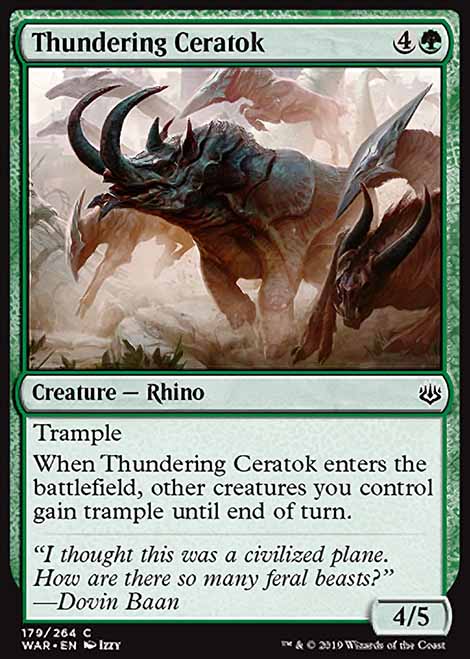 Thundering Ceratok 4
Creature — Rhino
Trample
When Thundering Ceratok enters the
battlefield, other creatures you control
gain trample until end of turn.
“I thought this was a civilized plane.
How are there so many feral beasts?”
—Dovin Baan
4/5
179/264 C
WAR • EN Izzy
™ & © 2019 Wizards of the Coast